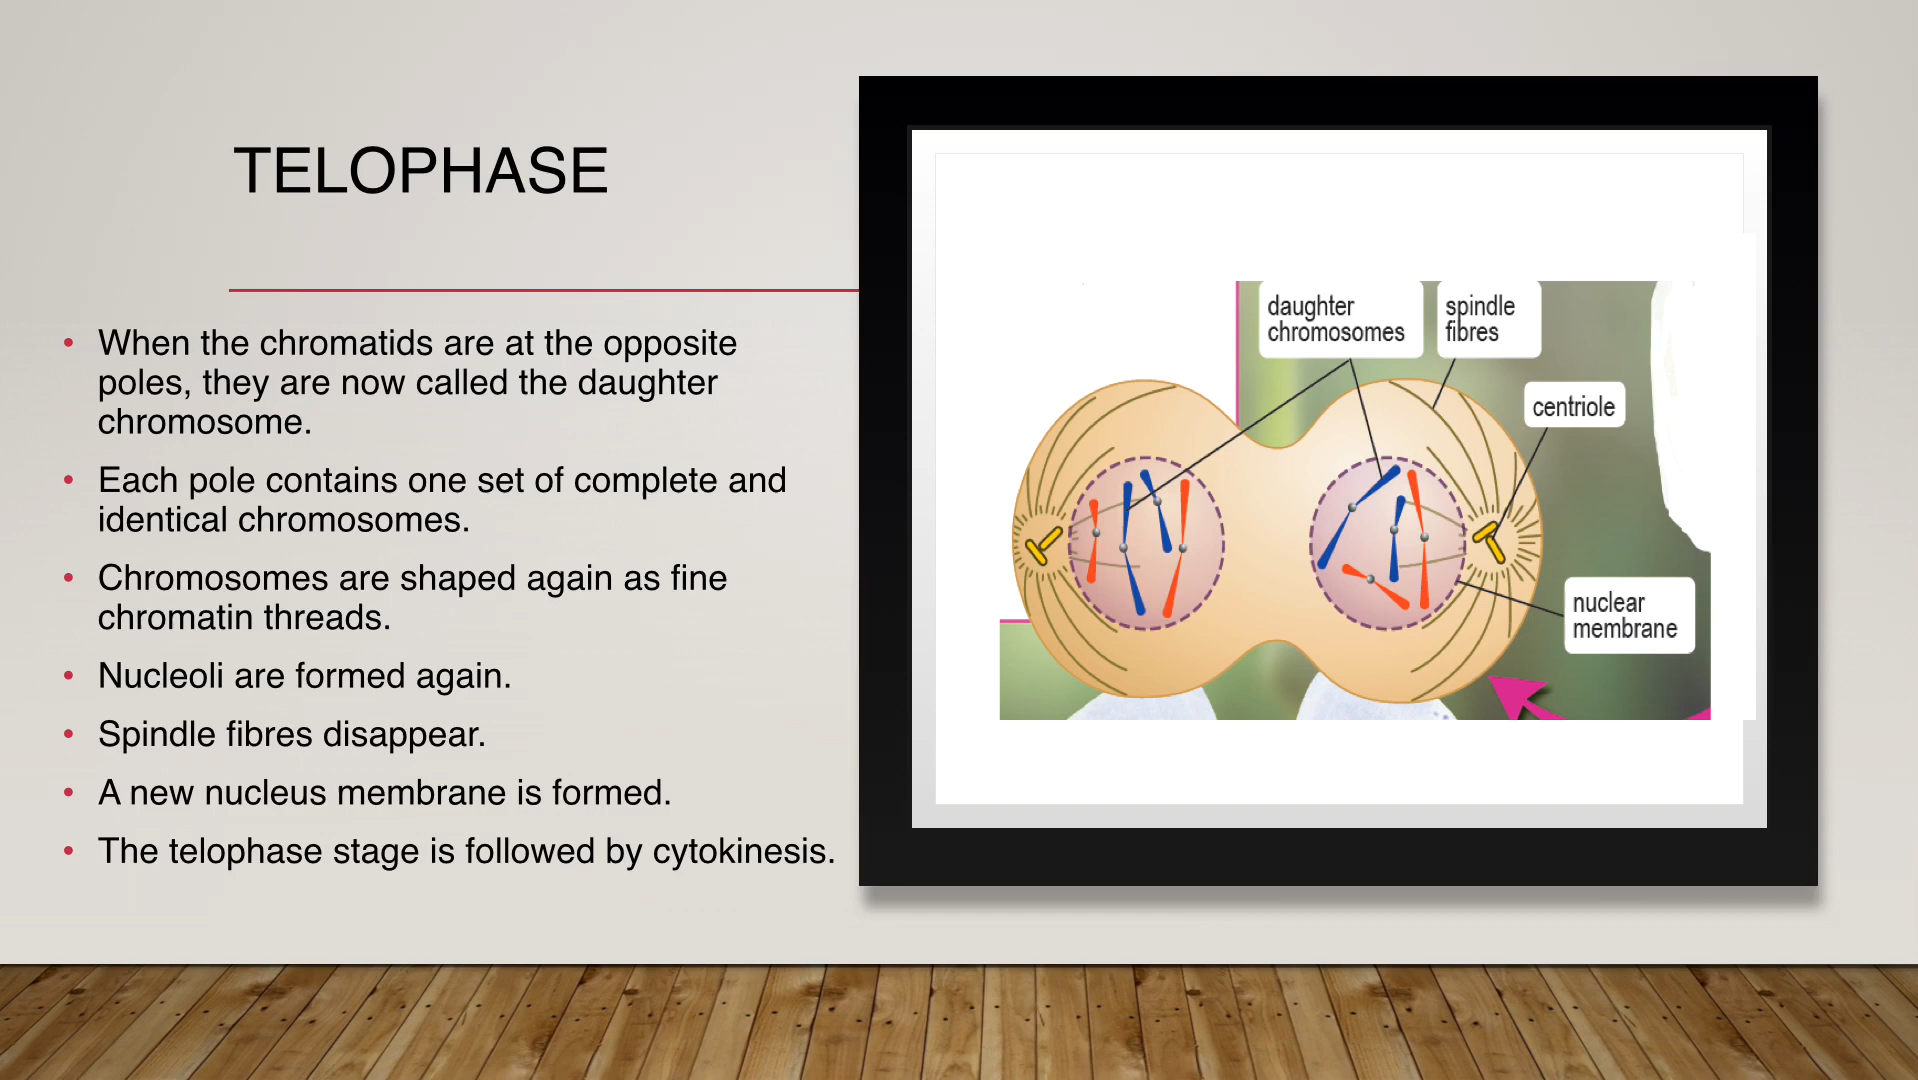 TELOPHASE
• When the chromatids are at the opposite
poles, they are now called the daughter
chromosome.
• Each pole contains one set of complete and
identical chromosomes.
• Chromosomes are shaped again as fine
chromatin threads.
• Nucleoli are formed again.
• Spindle fibres disappear.
• A new nucleus membrane is formed.
• The telophase stage is followed by cytokinesis.
daughter
chromosomes
spindle
fibres
centriole
nuclear
membrane